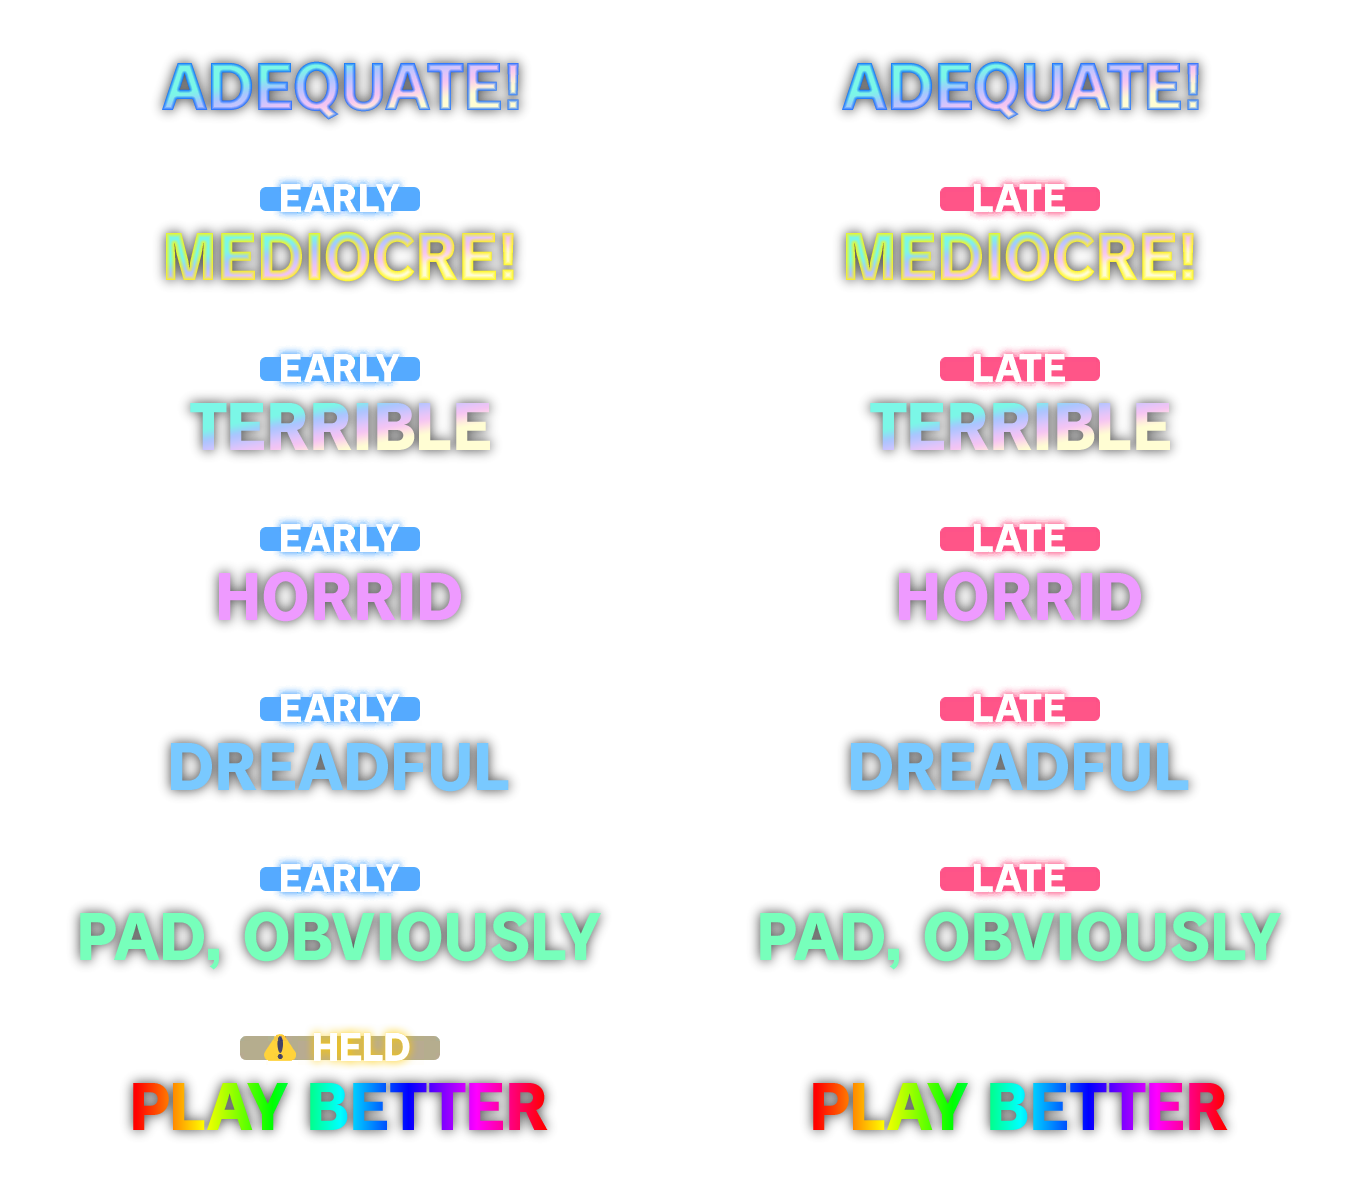 ADEQUATE! ADEQUATE!
EARLY LATE
MEDIOCRE! MEDIOCRE!
EARLY LATE
TERRIBLE TERRIBLE
EARLY LATE
HORRID HORRID
EARLY LATE
DREADFUL DREADFUL
EARLY LATE
PAD, OBVIOUSLY PAD, OBVIOUSLY
⚠️ HELD
PLAY BETTER PLAY BETTER